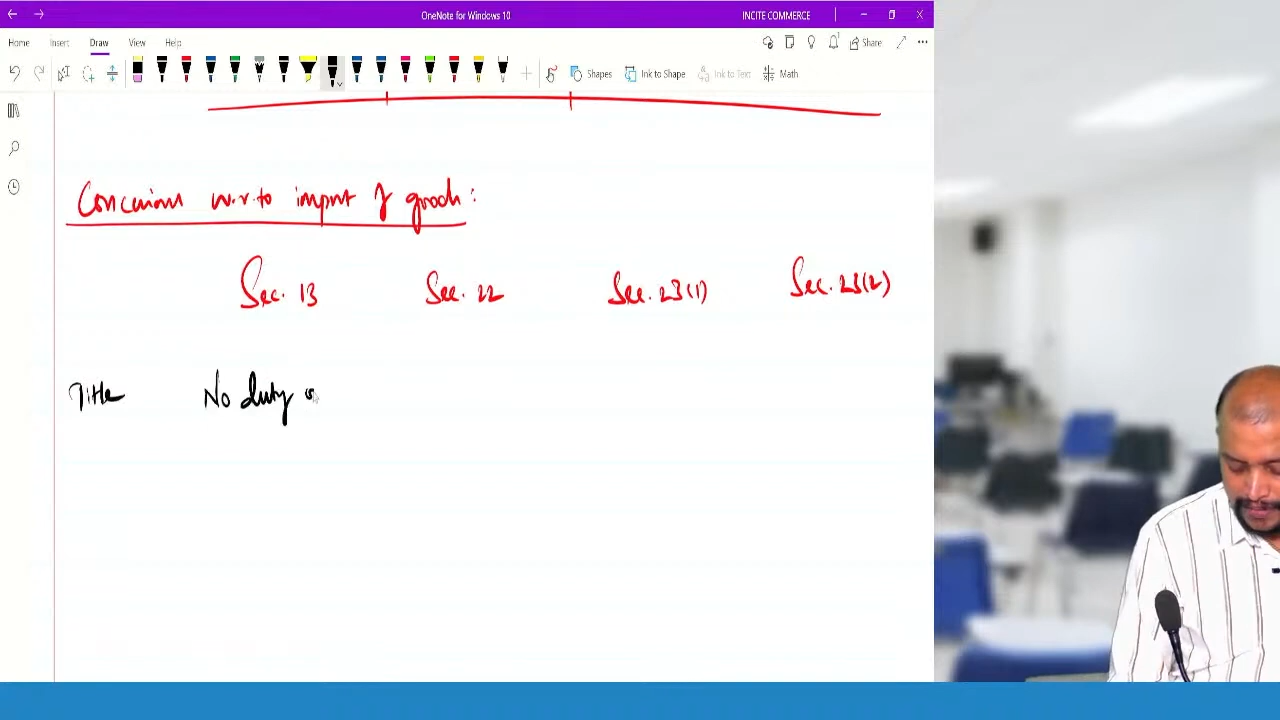 OneNote for Windows 10
INCITE COMMERCE
Home Insert Draw View Help
Share
Shapes Ink to Shape Ink to Text Math
Concessions w.r.to import of goods:
Sec. 13 Sec. 22 Sec. 23(1) Sec. 23(2)
Title No duty o